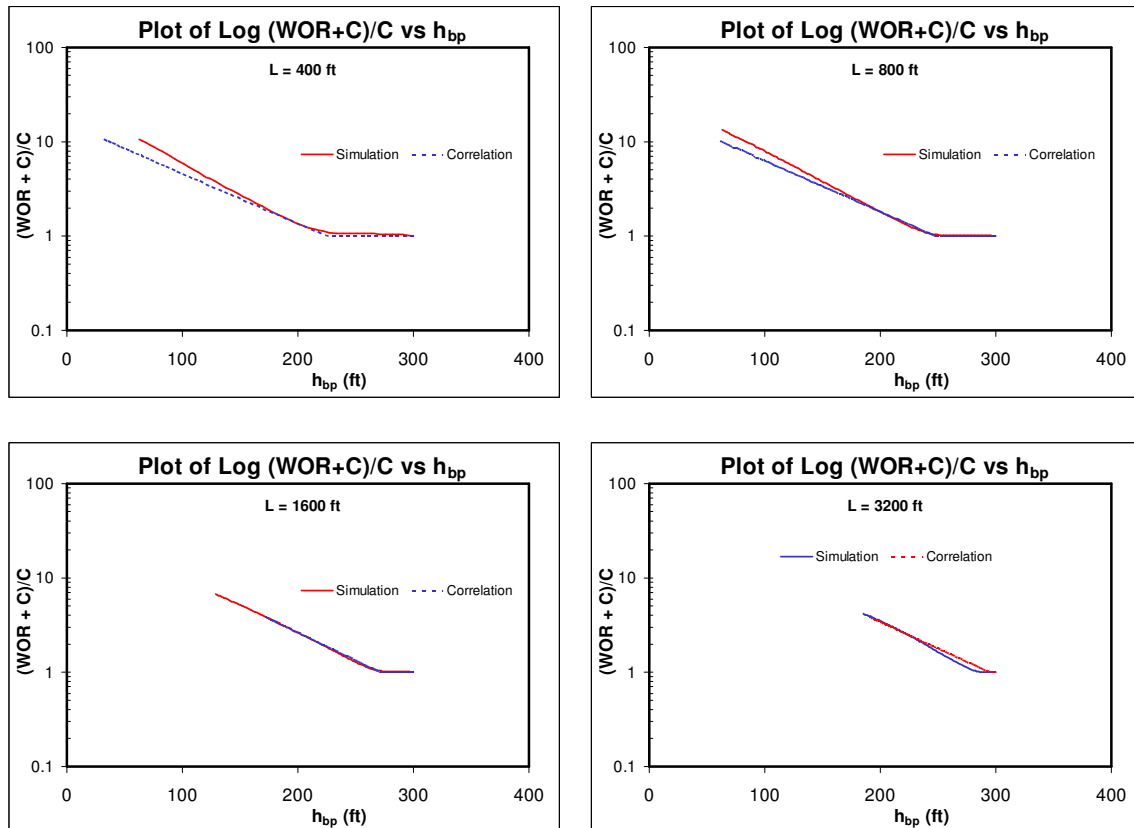 Plot of Log (WOR+C)/C vs hbp
L = 400 ft
100
10
1
0.1
(WOR + C)/C
Simulation
Correlation
0
100
200
300
400
hbp (ft)
Plot of Log (WOR+C)/C vs hbp
L = 800 ft
100
10
1
0.1
(WOR + C)/C
Simulation
Correlation
0
100
200
300
400
hbp (ft)
Plot of Log (WOR+C)/C vs hbp
L = 1600 ft
100
10
1
0.1
(WOR + C)/C
Simulation
Correlation
0
100
200
300
400
hbp (ft)
Plot of Log (WOR+C)/C vs hbp
L = 3200 ft
100
10
1
0.1
(WOR + C)/C
Simulation
Correlation
0
100
200
300
400
hbp (ft)